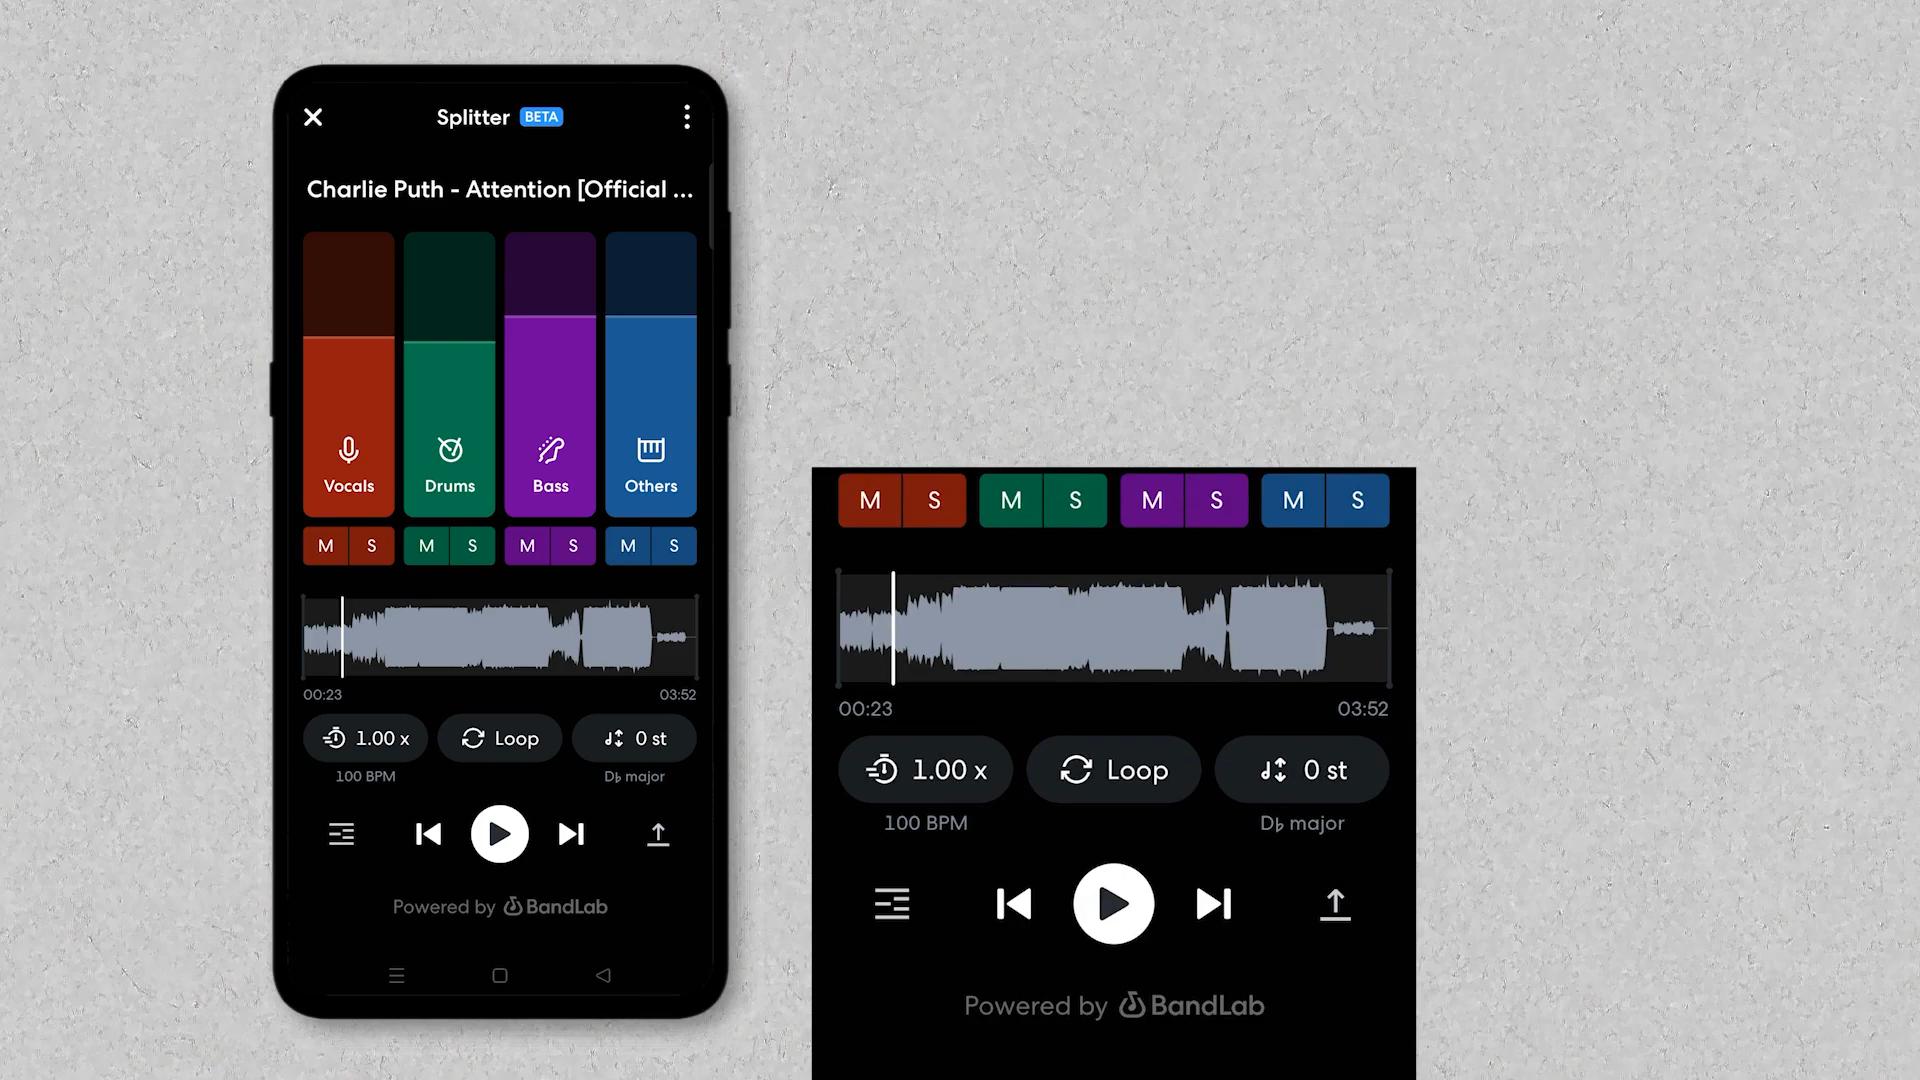 Splitter BETA
Charlie Puth - Attention [Official ...
Vocals Drums Bass Others
M S M S M S M S
00:23 03:52
1.00 x Loop 0 st
100 BPM D♭ major
Powered by BandLab
M S M S M S M S
00:23 03:52
1.00 x Loop 0 st
100 BPM D♭ major
Powered by BandLab